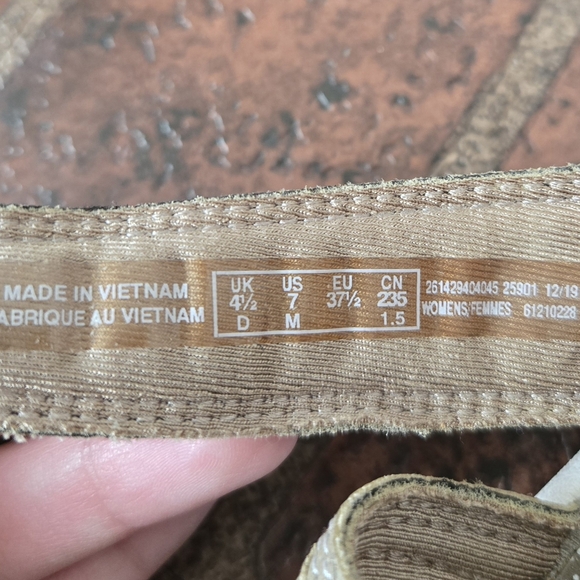 MADE IN VIETNAM
ABRIQUE AU VIETNAM
UK US EU CN
4½ 7 37½ 235
D M 1.5
261429404045 25901 12/19
WOMENS/FEMMES 61210228